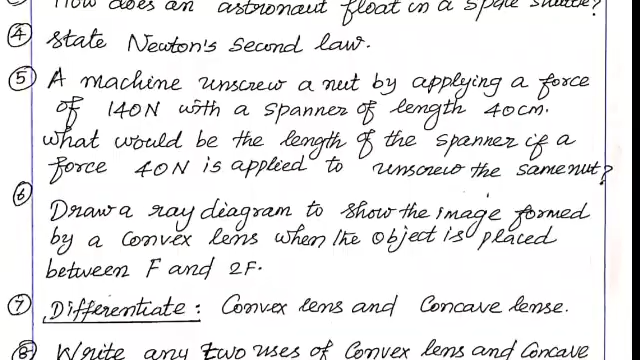 How does an astronaut float in a space shuttle?
④ State Newton's Second law.
⑤ A machine unscrew a nut by applying a force
of 140N with a spanner of length 40cm.
What would be the length of the spanner if a
force 40N is applied to unscrew the same nut?
⑥ Draw a ray diagram to show the image formed
by a convex lens when the object is placed
between F and 2F.
⑦ Differentiate: Convex lens and Concave lense.
⑧ Write any two uses of Convex lens and Concave